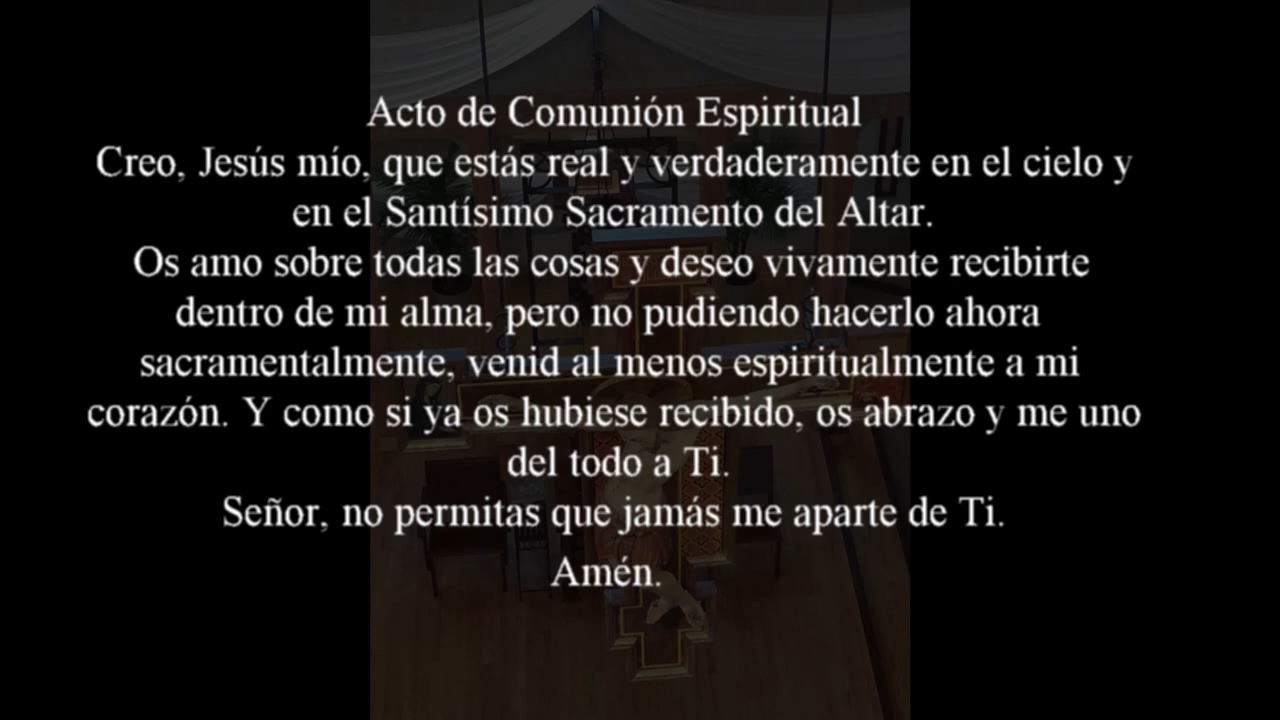 Acto de Comunión Espiritual
Creo, Jesús mío, que estás real y verdaderamente en el cielo y
en el Santísimo Sacramento del Altar.
Os amo sobre todas las cosas y deseo vivamente recibirte
dentro de mi alma, pero no pudiendo hacerlo ahora
sacramentalmente, venid al menos espiritualmente a mi
corazón. Y como si ya os hubiese recibido, os abrazo y me uno
del todo a Ti.
Señor, no permitas que jamás me aparte de Ti.
Amén.